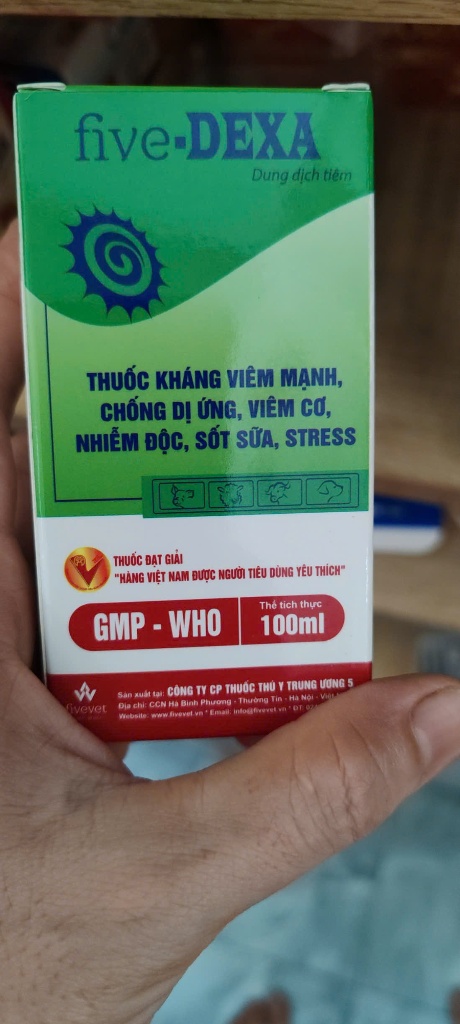 five-DEXA
Dung dịch tiêm
THUỐC KHÁNG VIÊM MẠNH,
CHỐNG DỊ ỨNG, VIÊM CƠ,
NHIỄM ĐỘC, SỐT SỮA, STRESS
THUỐC ĐẠT GIẢI
"HÀNG VIỆT NAM ĐƯỢC NGƯỜI TIÊU DÙNG YÊU THÍCH"
GMP - WHO
Thể tích thực
100ml
fivevet
Sản xuất tại: CÔNG TY CP THUỐC THÚ Y TRUNG ƯƠNG 5
Địa chỉ: CCN Hà Bình Phương - Thường Tín - Hà Nội - Việt
Website: www.fivevet.vn * Email: info@fivevet.vn * ĐT: